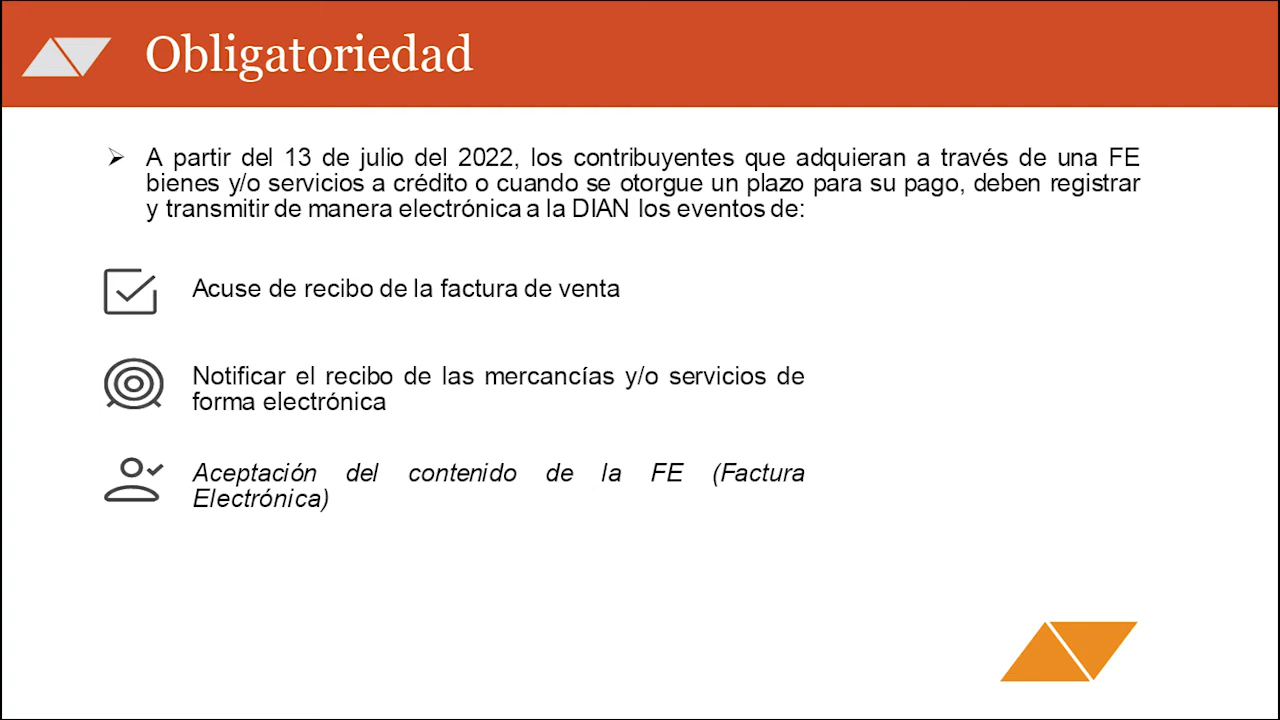 Obligatoriedad
A partir del 13 de julio del 2022, los contribuyentes que adquieran a través de una FE
bienes y/o servicios a crédito o cuando se otorgue un plazo para su pago, deben registrar
y transmitir de manera electrónica a la DIAN los eventos de:
Acuse de recibo de la factura de venta
Notificar el recibo de las mercancías y/o servicios de
forma electrónica
Aceptación del contenido de la FE (Factura
Electrónica)